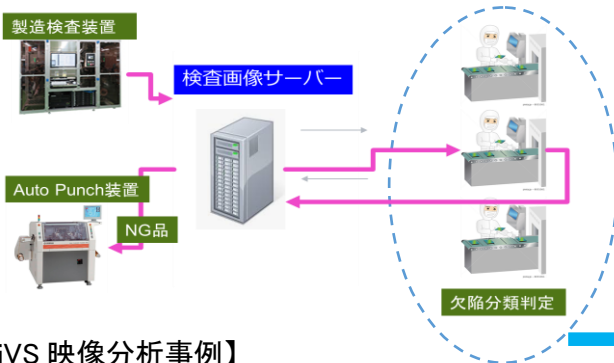 製造検査装置
検査画像サーバー
Auto Punch装置
NG品
欠陥分類判定
VS 映像分析事例】